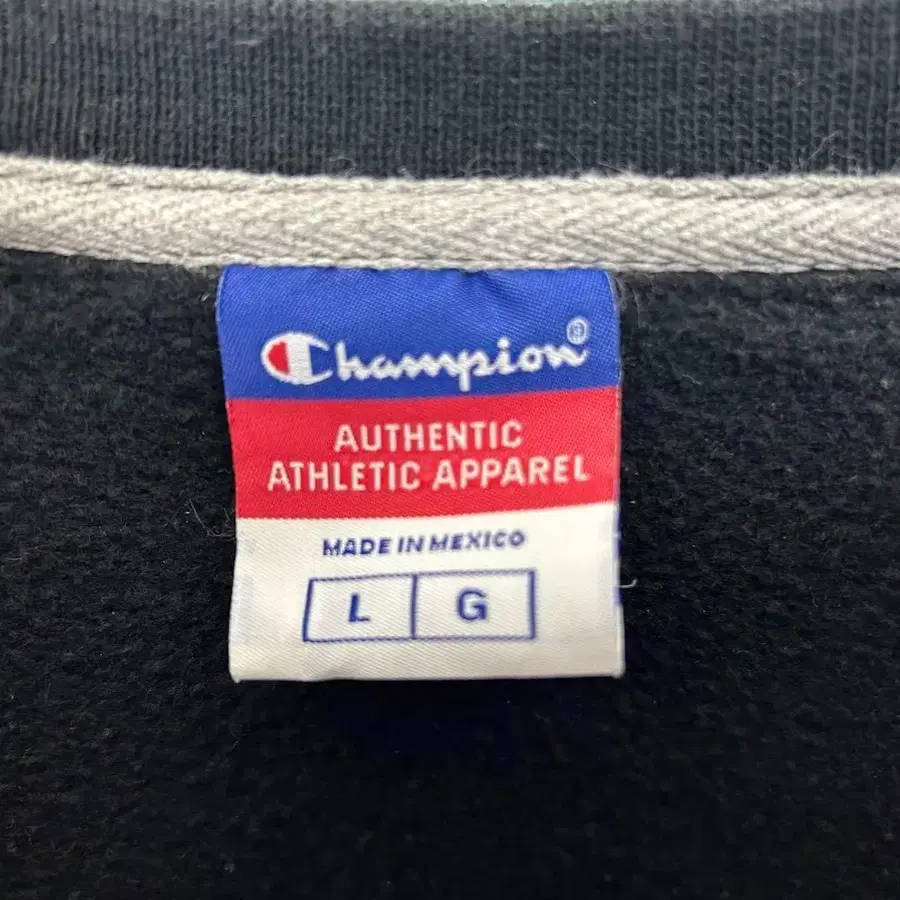 Champion®
AUTHENTIC
ATHLETIC APPAREL
MADE IN MEXICO
L G